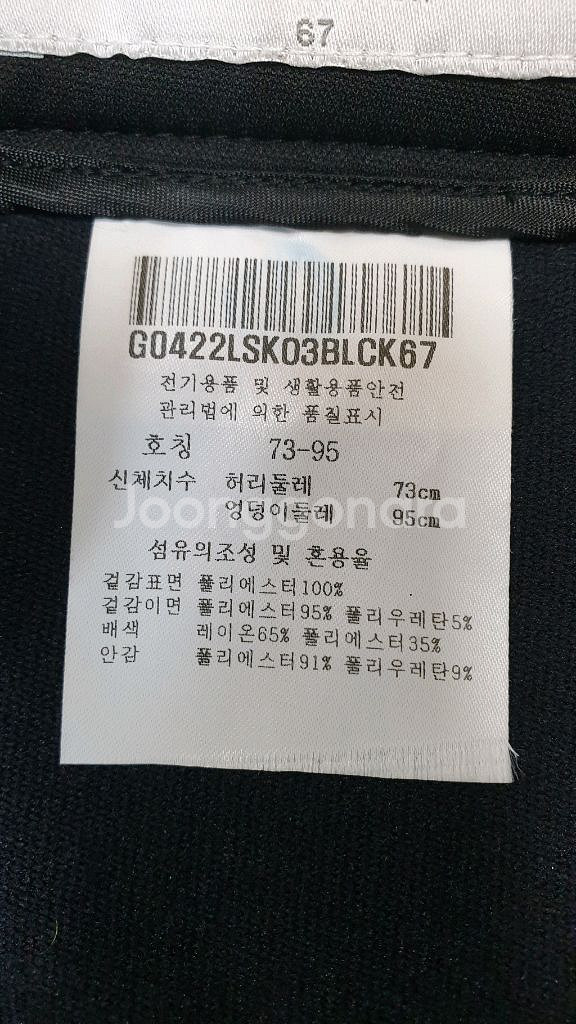 67
G0422LSK03BLCK67
전기용품 및 생활용품안전
관리법에 의한 품질표시
호칭 73-95
신체치수 허리둘레 73cm
엉덩이둘레 95cm
Joonggonara
섬유의조성 및 혼용율
겉감표면 폴리에스터100%
겉감이면 폴리에스터95% 폴리우레탄5%
배색 레이온65% 폴리에스터35%
안감 폴리에스터91% 폴리우레탄9%